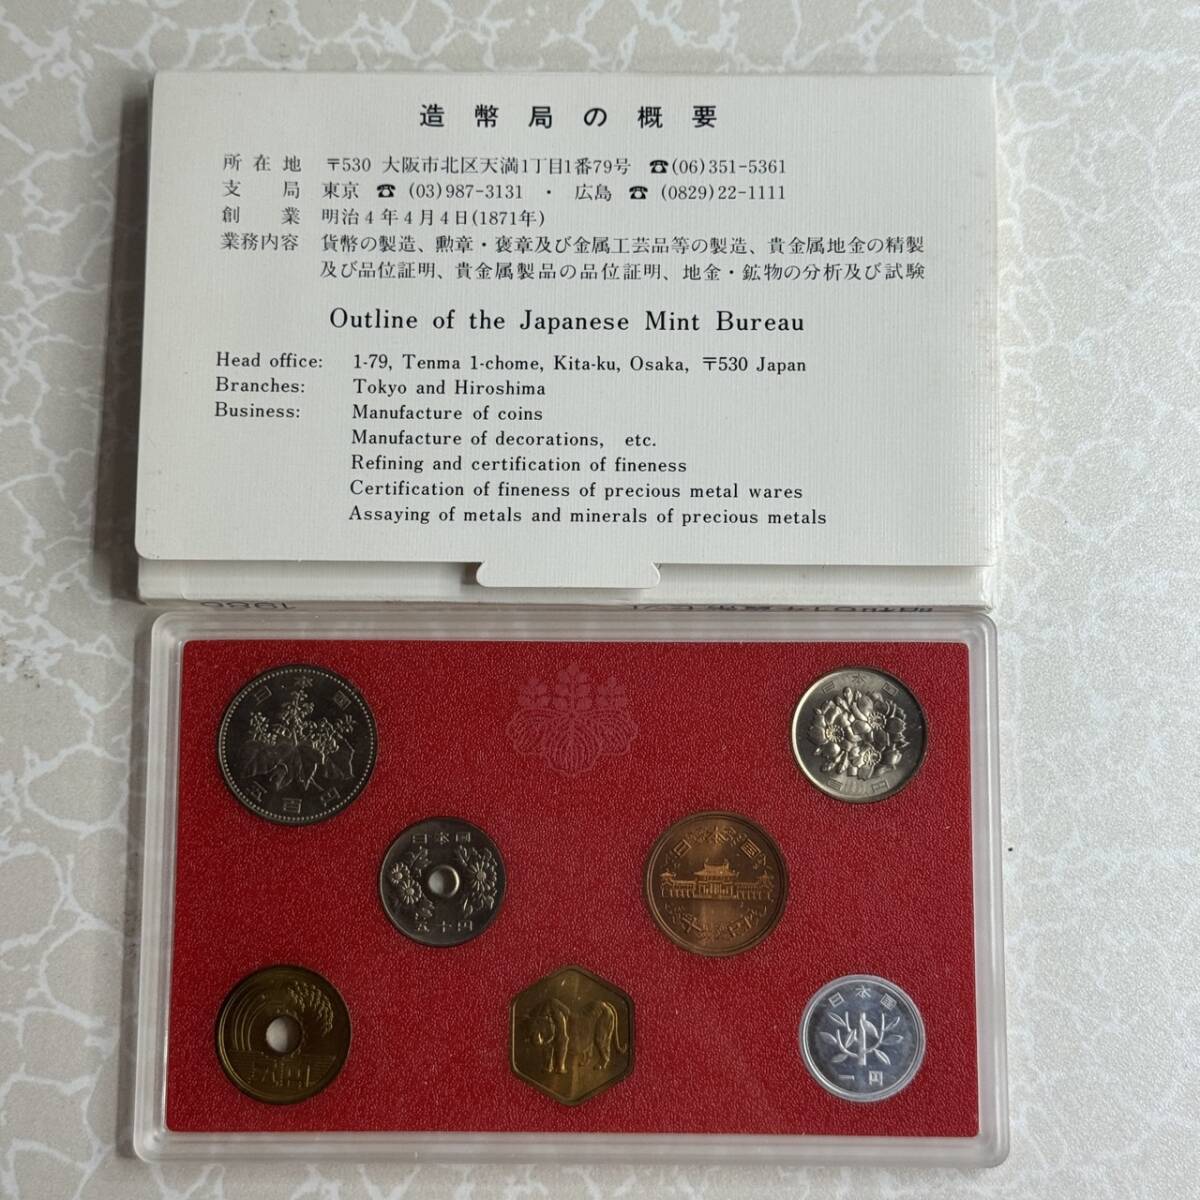 造幣局の概要
所在地 〒530 大阪市北区天満1丁目1番79号 ☎(06)351-5361
支局 東京 ☎ (03)987-3131 ・ 広島 ☎ (0829)22-1111
創業 明治4年4月4日(1871年)
業務内容 貨幣の製造、勲章・褒章及び金属工芸品等の製造、貴金属地金の精製
及び品位証明、貴金属製品の品位証明、地金・鉱物の分析及び試験
Outline of the Japanese Mint Bureau
Head office: 1-79, Tenma 1-chome, Kita-ku, Osaka, 〒530 Japan
Branches: Tokyo and Hiroshima
Business: Manufacture of coins
Manufacture of decorations, etc.
Refining and certification of fineness
Certification of fineness of precious metal wares
Assaying of metals and minerals of precious metals
1986
日本国
五百円
日本国
百円
日本国
五十円
日本国
五円
日本国
一円